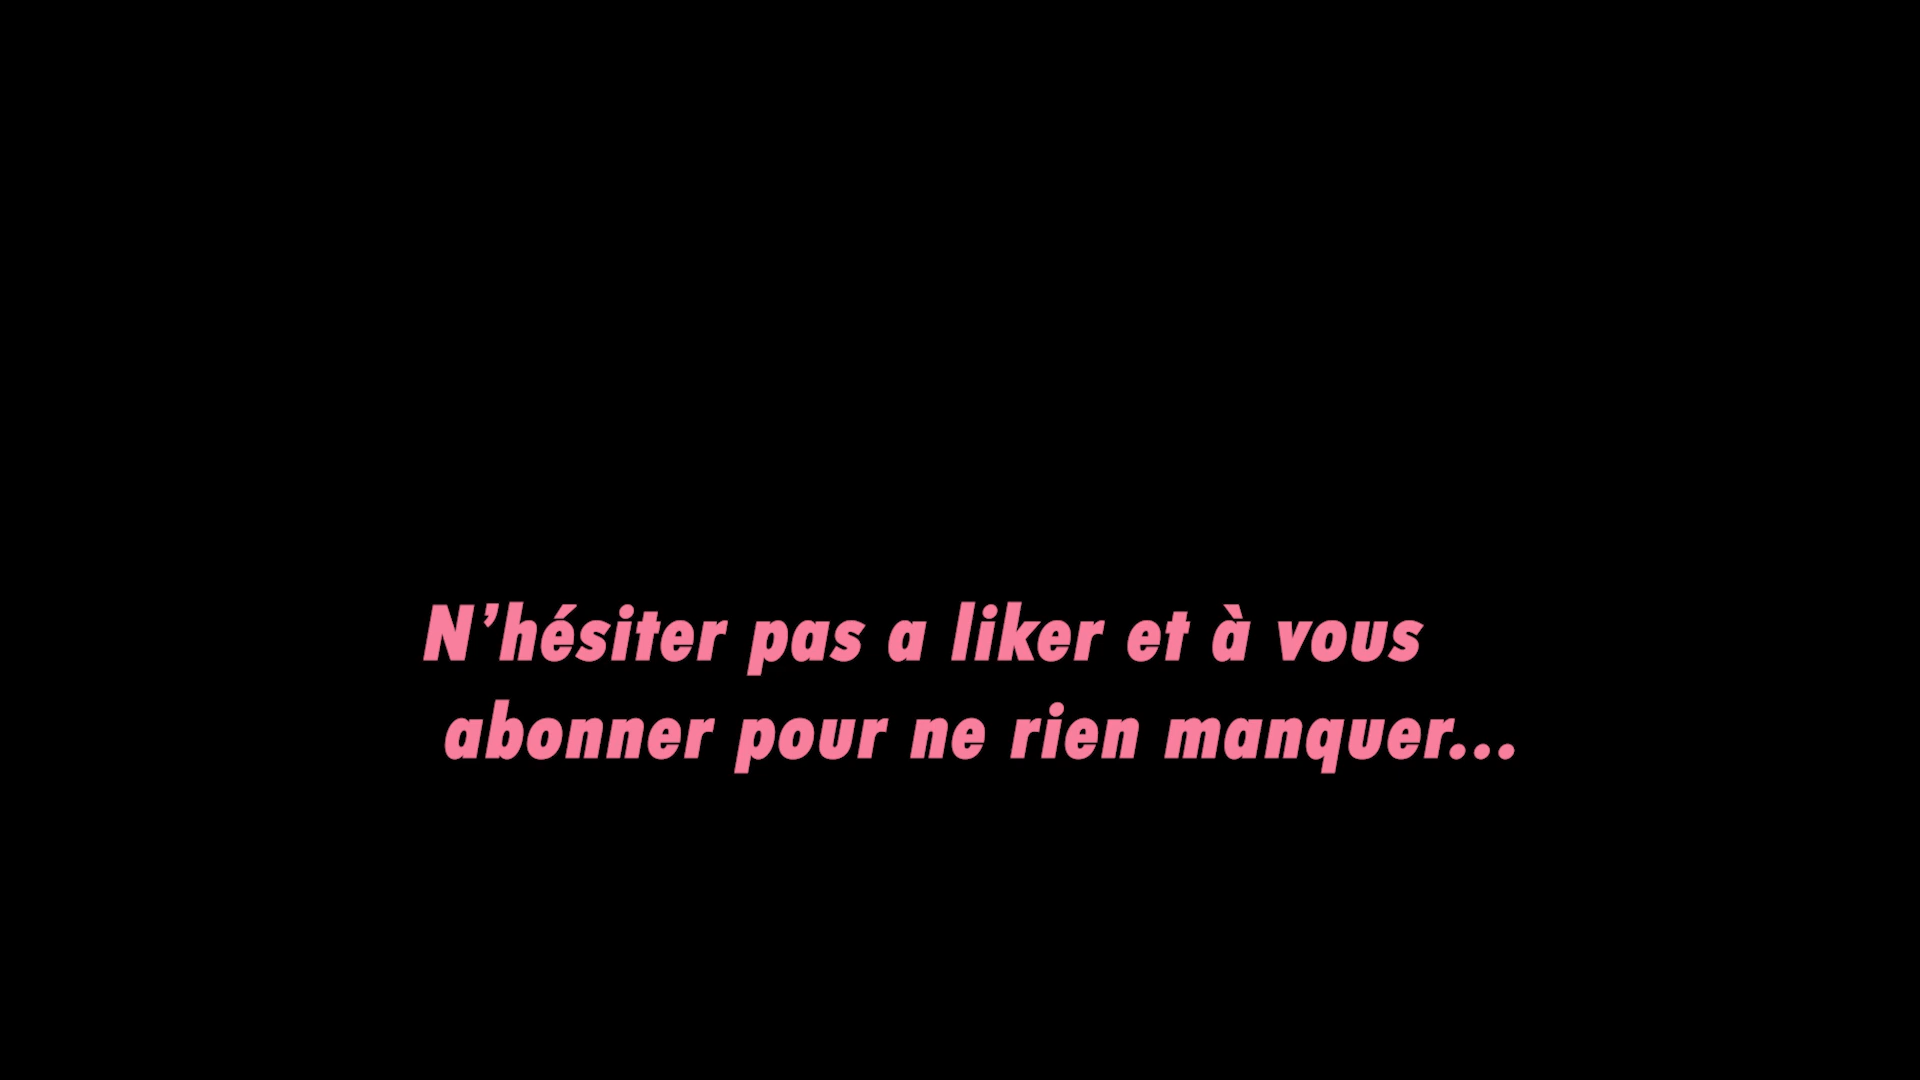 N’hésiter pas a liker et à vous
abonner pour ne rien manquer...